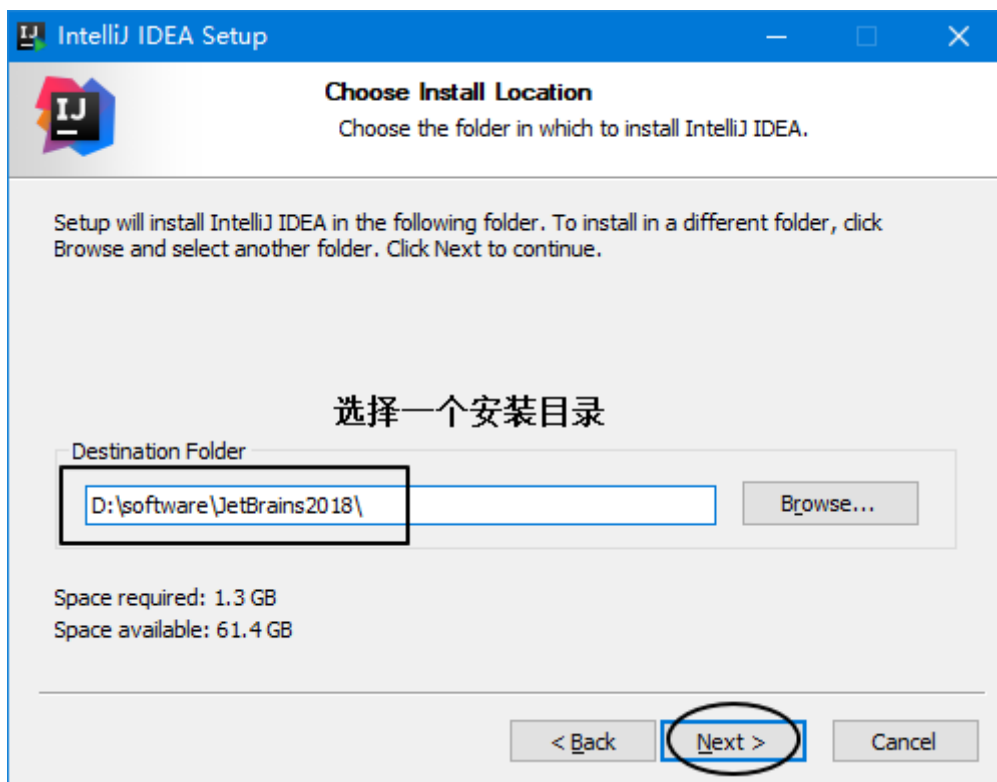 IntelliJ IDEA Setup
IJ
Choose Install Location
Choose the folder in which to install IntelliJ IDEA.
Setup will install IntelliJ IDEA in the following folder. To install in a different folder, click
Browse and select another folder. Click Next to continue.
选择一个安装目录
Destination Folder
D:\software\JetBrains2018\
Browse...
Space required: 1.3 GB
Space available: 61.4 GB
< Back
Next >
Cancel